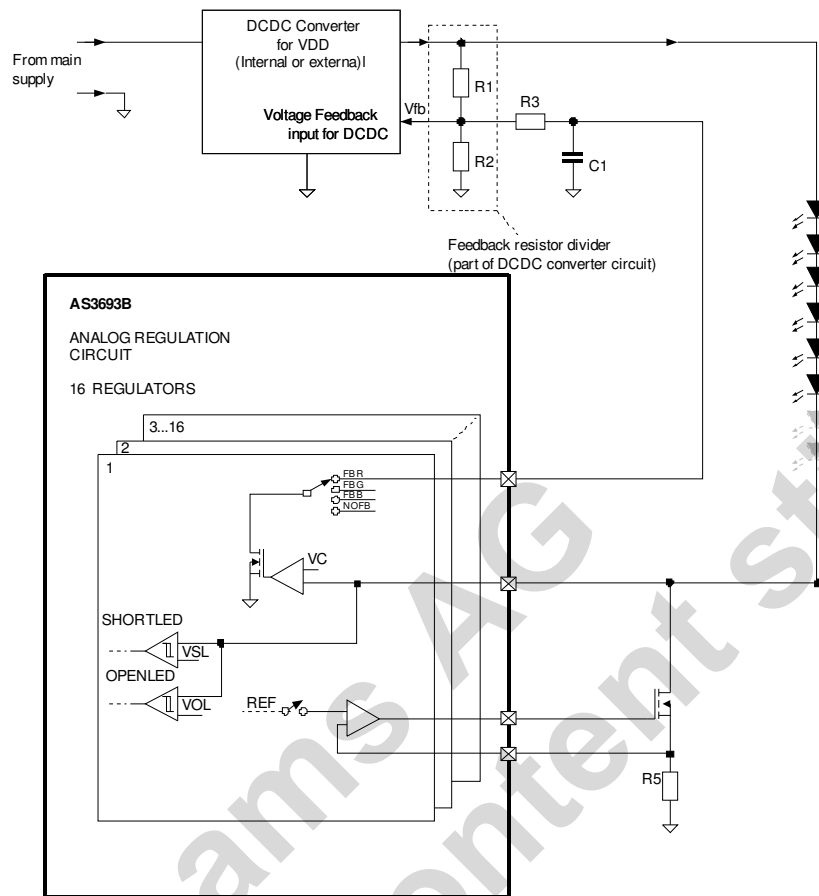 DCDC Converter
for VDD
(Internal or externa)l
From main
supply
Voltage Feedback
input for DCDC
Vfb
R1
R2
R3
C1
Feedback resistor divider
(part of DCDC converter circuit)
AS3693B
ANALOG REGULATION
CIRCUIT
16 REGULATORS
3...16
2
1
FBR
FBG
FBB
NOFB
VC
SHORTLED
VSL
OPENLED
VOL
REF
R5
ams AG